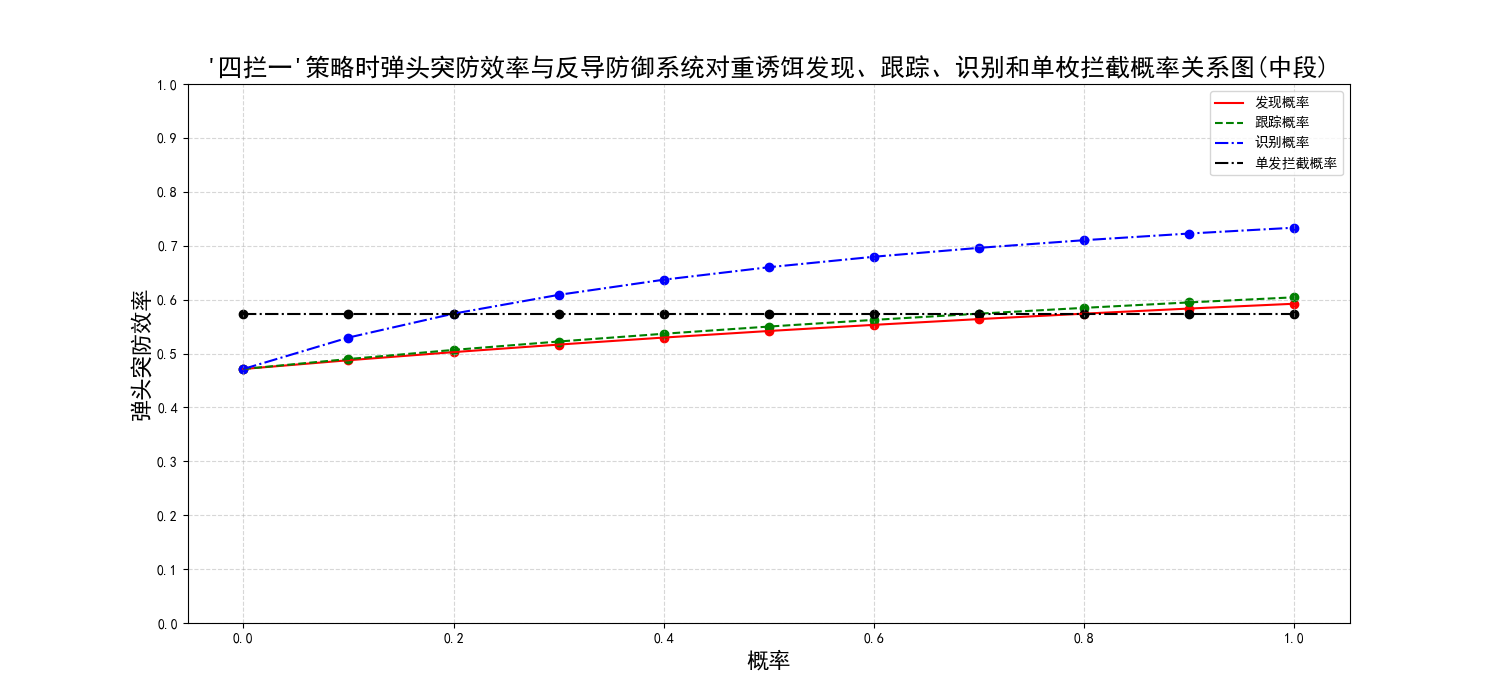 '四拦一'策略时弹头突防效率与反导防御系统对重诱饵发现、跟踪、识别和单枚拦截概率关系图(中段)
发现概率
跟踪概率
识别概率
单发拦截概率
弹头突防效率
1.0
0.9
0.8
0.7
0.6
0.5
0.4
0.3
0.2
0.1
0.0
0.0
0.2
0.4
0.6
0.8
1.0
概率